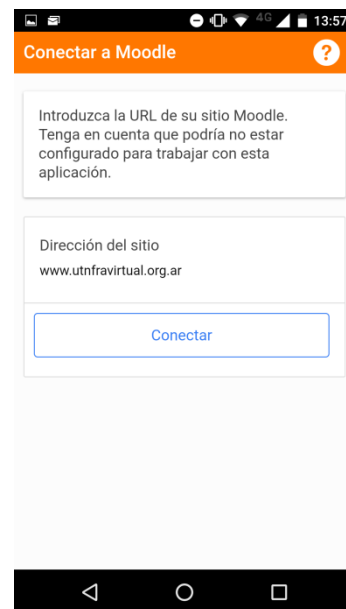 4G 13:57
Conectar a Moodle ?
Introduzca la URL de su sitio Moodle.
Tenga en cuenta que podría no estar
configurado para trabajar con esta
aplicación.
Dirección del sitio
www.utnfravirtual.org.ar
Conectar